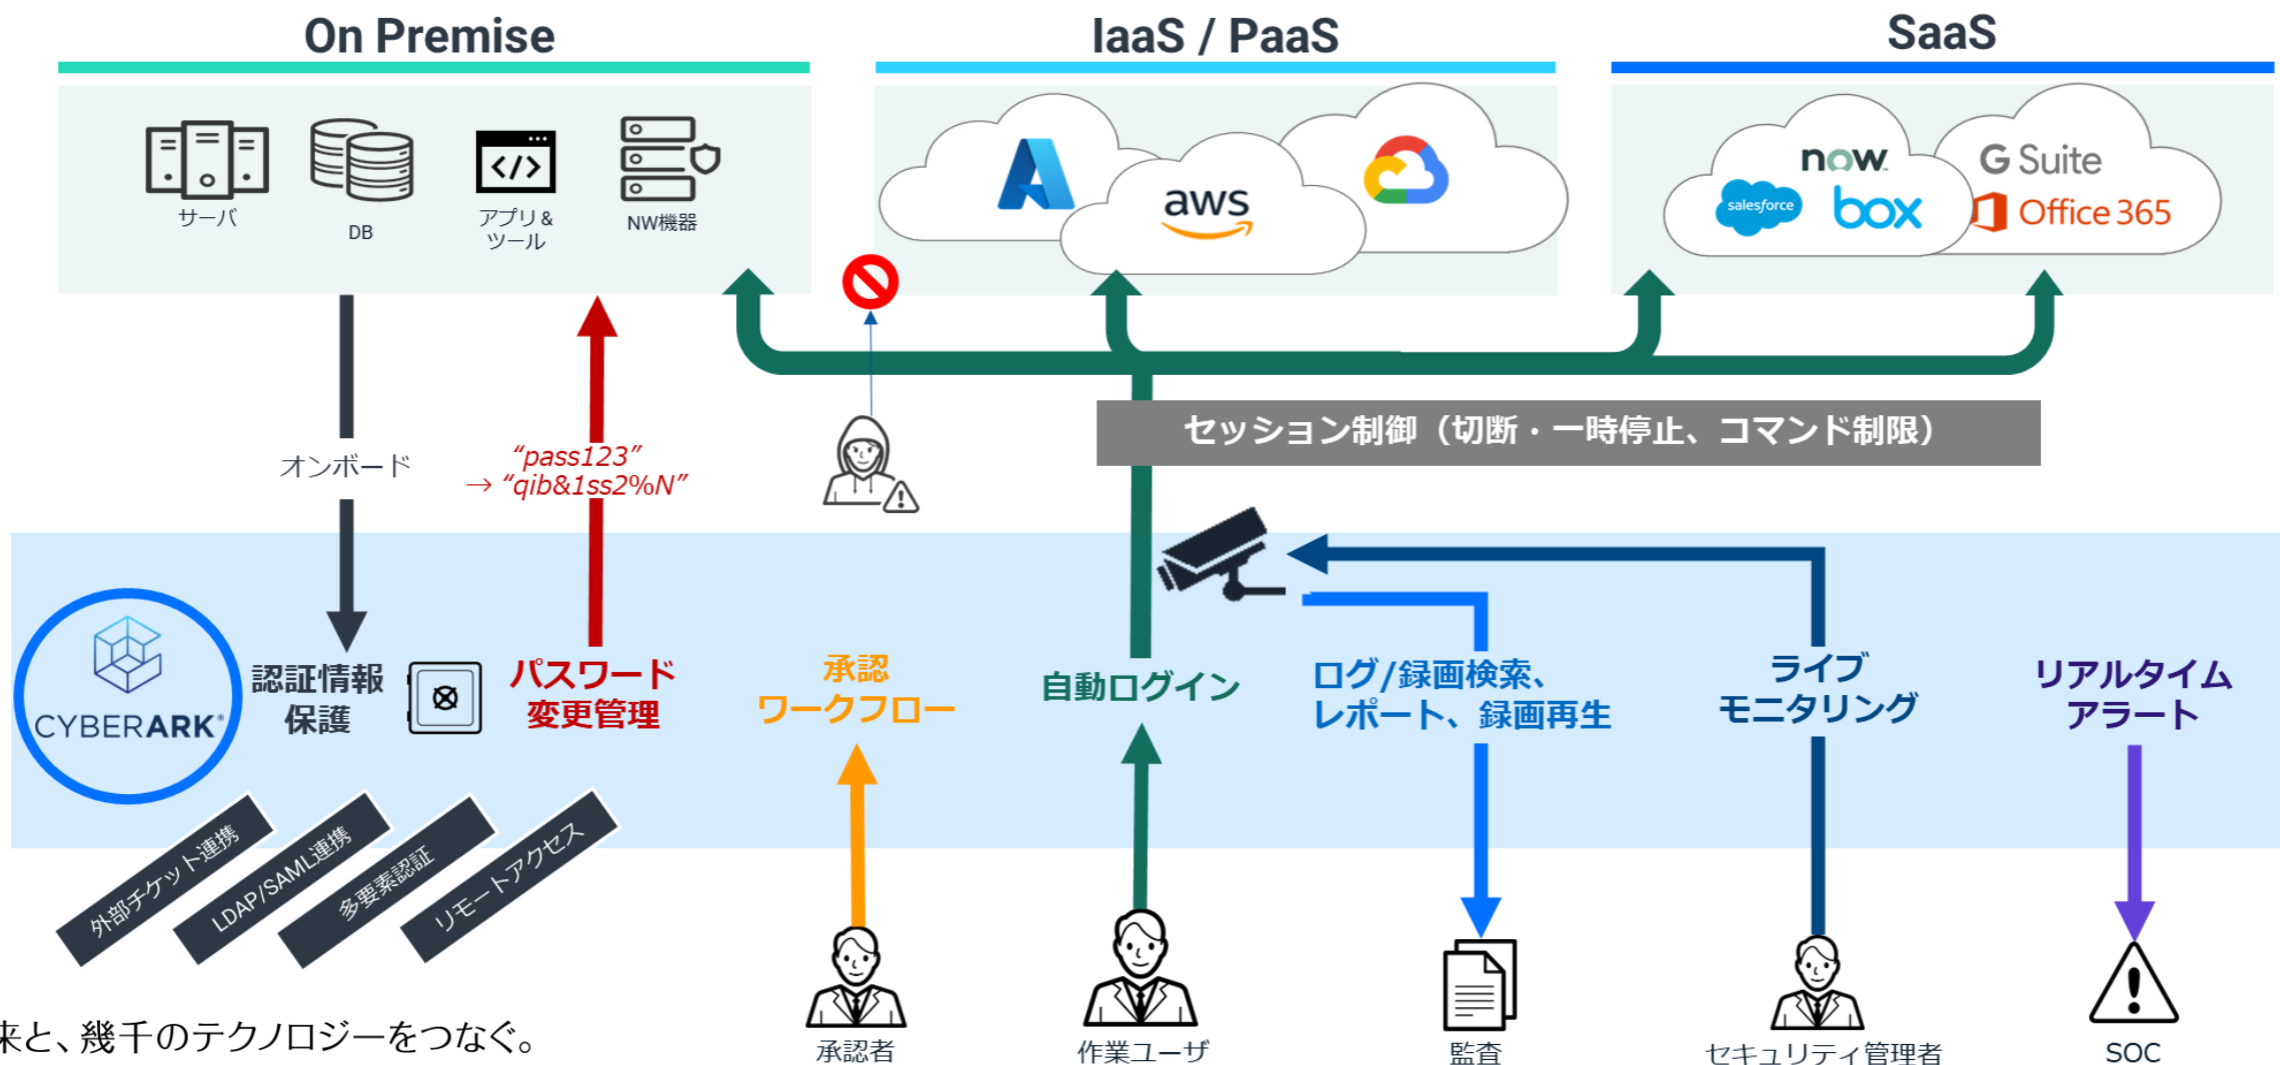 On Premise
IaaS / PaaS
SaaS
サーバ
DB
アプリ＆
ツール
NW機器
aws
now
salesforce
box
G Suite
Office 365
セッション制御（切断・一時停止、コマンド制限）
オンボード
“pass123”
→ “qib&1ss2%N”
CYBERARK®
認証情報
保護
パスワード
変更管理
承認
ワークフロー
自動ログイン
ログ/録画検索、
レポート、録画再生
ライブ
モニタリング
リアルタイム
アラート
外部チケット連携
LDAP/SAML連携
多要素認証
リモートアクセス
承認者
作業ユーザ
監査
セキュリティ管理者
SOC
来と、幾千のテクノロジーをつなぐ。